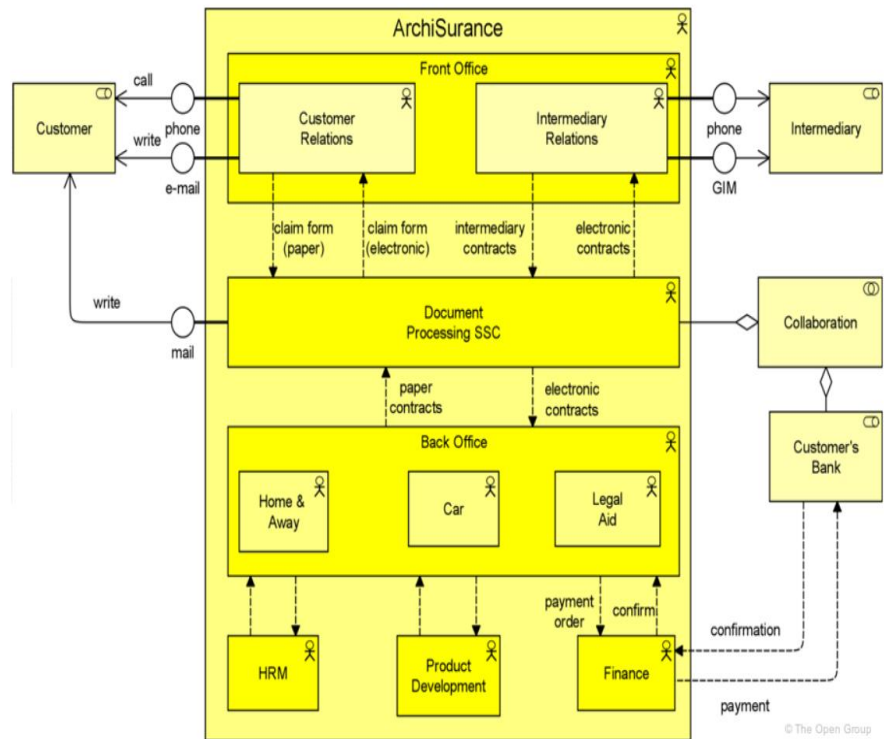 ArchiSurance
Front Office
call
phone
Customer
write
e-mail
Customer
Relations
Intermediary
Relations
phone
GIM
Intermediary
claim form
(paper)
claim form
(electronic)
intermediary
contracts
electronic
contracts
write
mail
Document
Processing SSC
Collaboration
paper
contracts
electronic
contracts
Back Office
Home &
Away
Car
Legal
Aid
Customer's
Bank
payment
order
confirm
confirmation
HRM
Product
Development
Finance
payment
© The Open Group